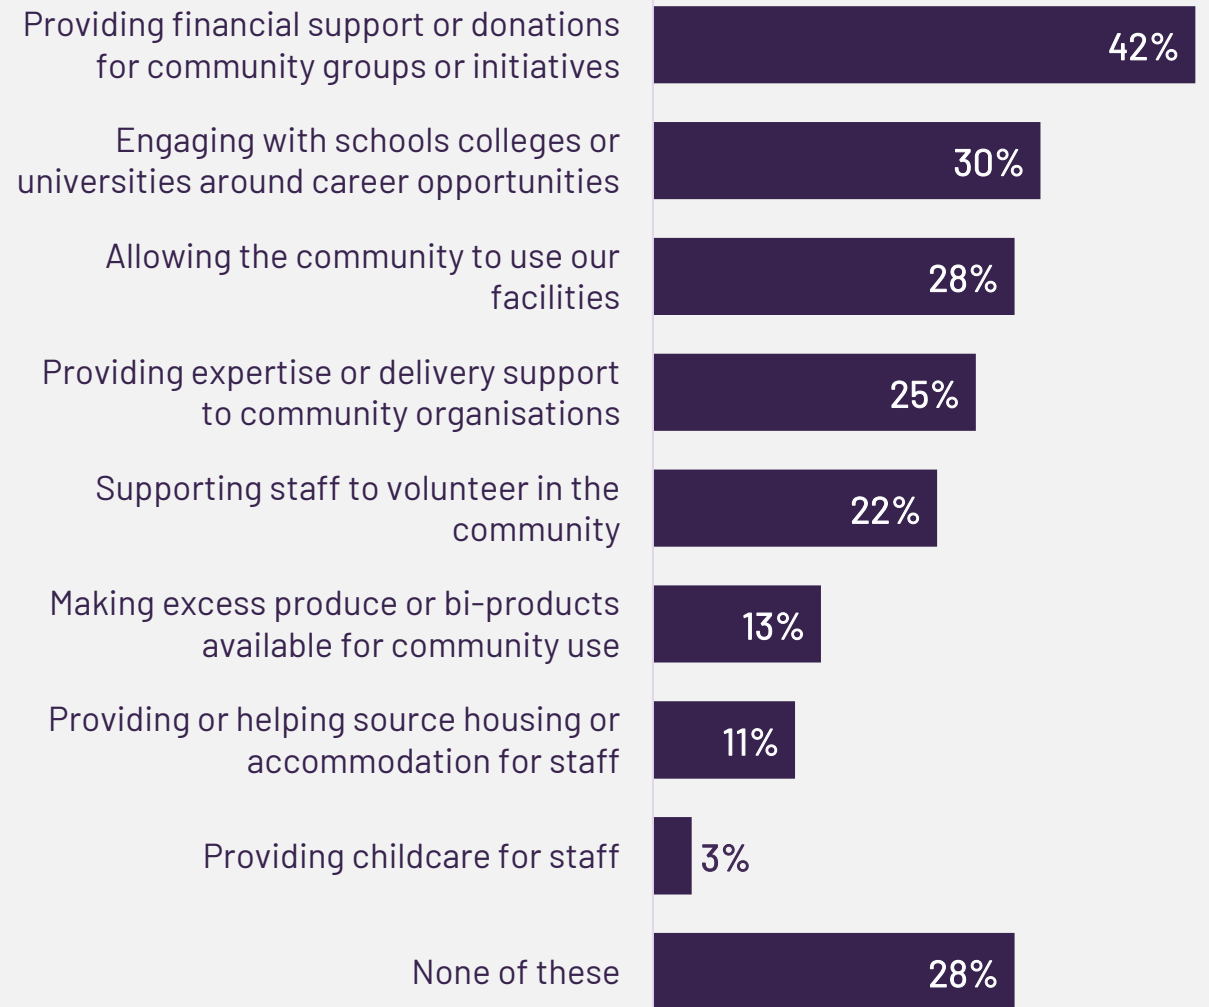 Providing financial support or donations
for community groups or initiatives
42%
Engaging with schools colleges or
universities around career opportunities
30%
Allowing the community to use our
facilities
28%
Providing expertise or delivery support
to community organisations
25%
Supporting staff to volunteer in the
community
22%
Making excess produce or bi-products
available for community use
13%
Providing or helping source housing or
accommodation for staff
11%
Providing childcare for staff
3%
None of these
28%